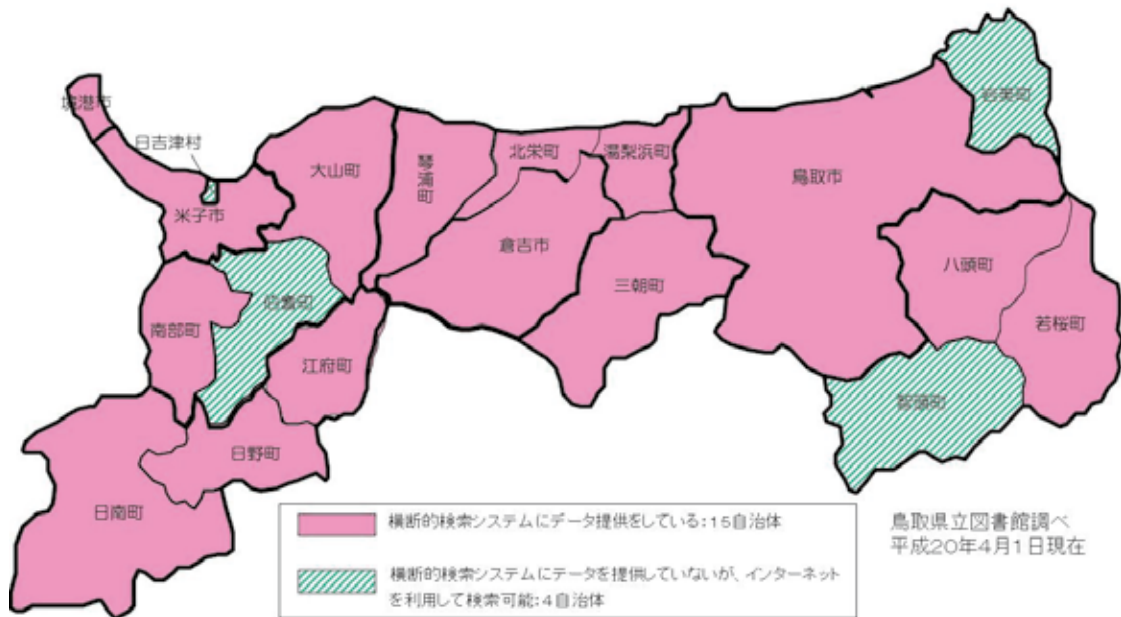 境港市
日吉津村
米子市
大山町
琴浦町
北栄町
湯梨浜町
鳥取市
岩美町
倉吉市
三朝町
八頭町
若桜町
智頭町
南部町
伯耆町
江府町
日野町
日南町
横断的検索システムにデータ提供をしている:15自治体
横断的検索システムにデータを提供していないが、インターネット
を利用して検索可能:4自治体
鳥取県立図書館調べ
平成20年4月1日現在